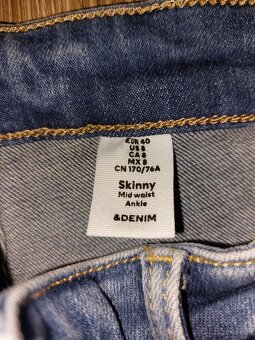 EUR 40
US 8
CA 8
MX 8
CN 170/76A
Skinny
Mid waist
Ankle
&DENIM